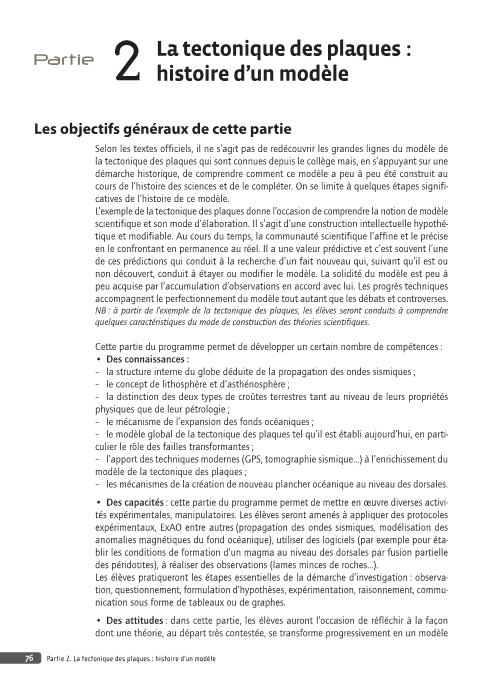 Partie 2 La tectonique des plaques :
histoire d'un modèle
Les objectifs généraux de cette partie
Selon les textes officiels, il ne s'agit pas de redécouvrir les grandes lignes du modèle de
la tectonique des plaques qui sont connues depuis le collège mais, en s'appuyant sur une
démarche historique, de comprendre comment ce modèle a peu à peu été construit au
cours de l'histoire des sciences et de le compléter. On se limite à quelques étapes signifi-
catives de l'histoire de ce modèle.
L'exemple de la tectonique des plaques donne l'occasion de comprendre la notion de modèle
scientifique et son mode d'élaboration. Il s'agit d'une construction intellectuelle hypothé-
tique et modifiable. Au cours du temps, la communauté scientifique l'affine et le précise
en le confrontant en permanence au réel. Il a une valeur prédictive et c'est souvent l'une
de ces prédictions qui conduit à la recherche d'un fait nouveau qui, suivant qu'il est ou
non découvert, conduit à étayer ou modifier le modèle. La solidité du modèle est peu à
peu acquise par l'accumulation d'observations en accord avec lui. Les progrès techniques
accompagnent le perfectionnement du modèle tout autant que les débats et controverses.
NB : à partir de l'exemple de la tectonique des plaques, les élèves seront conduits à comprendre
quelques caractéristiques du mode de construction des théories scientifiques.
Cette partie du programme permet de développer un certain nombre de compétences :
• Des connaissances :
– la structure interne du globe déduite de la propagation des ondes sismiques ;
– le concept de lithosphère et d'asthénosphère ;
– la distinction des deux types de croûtes terrestres tant au niveau de leurs propriétés
physiques que de leur pétrologie ;
– le mécanisme de l'expansion des fonds océaniques ;
– le modèle global de la tectonique des plaques tel qu'il est établi aujourd'hui, en parti-
culier le rôle des failles transformantes ;
– l'apport des techniques modernes (GPS, tomographie sismique...) à l'enrichissement du
modèle de la tectonique des plaques ;
– les mécanismes de la création de nouveau plancher océanique au niveau des dorsales.
• Des capacités : cette partie du programme permet de mettre en œuvre diverses activi-
tés expérimentales, manipulatoires. Les élèves seront amenés à appliquer des protocoles
expérimentaux, ExAO entre autres (propagation des ondes sismiques, modélisation des
anomalies magnétiques du fond océanique), utiliser des logiciels (par exemple pour éta-
blir les conditions de formation d'un magma au niveau des dorsales par fusion partielle
des péridotites), à réaliser des observations (lames minces de roches...).
Les élèves pratiqueront les étapes essentielles de la démarche d'investigation : observa-
tion, questionnement, formulation d'hypothèses, expérimentation, raisonnement, commu-
nication sous forme de tableaux ou de graphes.
• Des attitudes : dans cette partie, les élèves auront l'occasion de réfléchir à la façon
dont une théorie, au départ très contestée, se transforme progressivement en un modèle
76 Partie 2. La tectonique des plaques : histoire d'un modèle